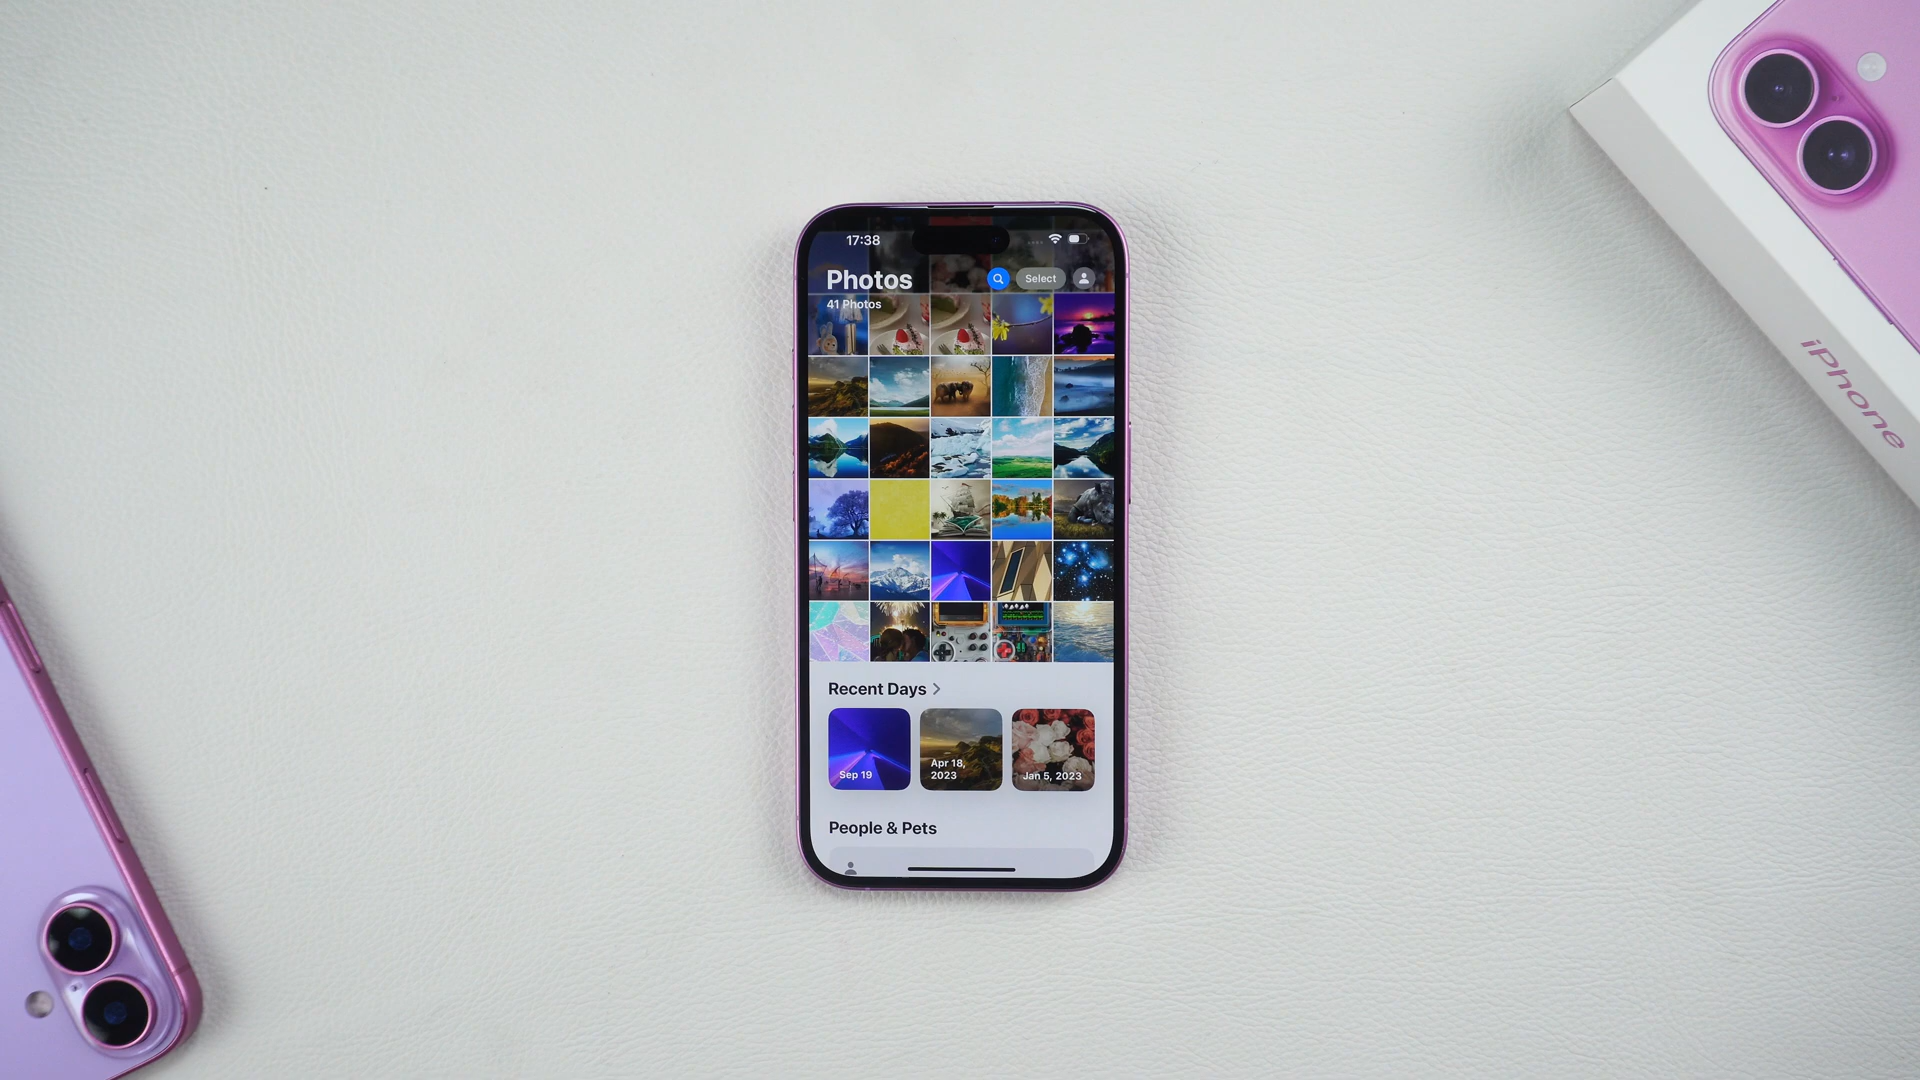 17:38
Photos
Select
41 Photos
Recent Days
Sep 19
Apr 18,
2023
Jan 5, 2023
People & Pets
iPhone